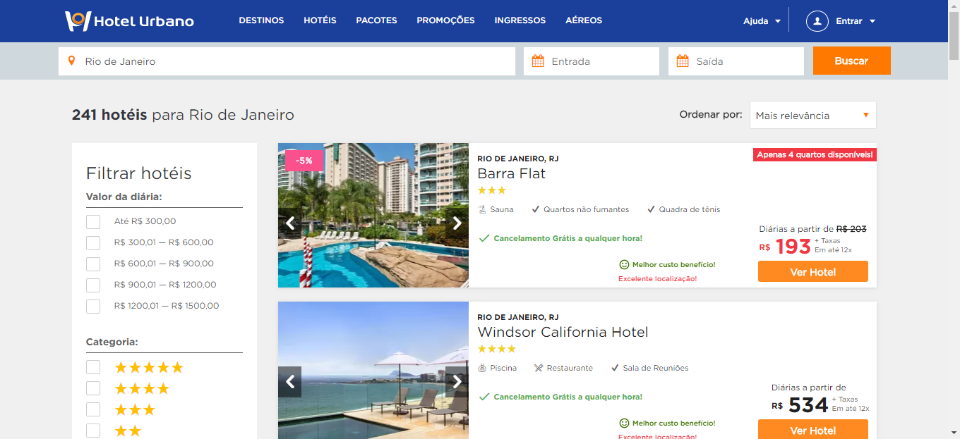 Hotel Urbano
DESTINOS HOTÉIS PACOTES PROMOÇÕES INGRESSOS AÉREOS
Ajuda
Entrar
Rio de Janeiro
Entrada
Saída
Buscar
241 hotéis para Rio de Janeiro
Ordenar por:
Mais relevância
Filtrar hotéis
Valor da diária:
Até R$ 300,00
R$ 300,01 — R$ 600,00
R$ 600,01 — R$ 900,00
R$ 900,01 — R$ 1200,00
R$ 1200,01 — R$ 1500,00
Categoria:
-5%
RIO DE JANEIRO, RJ
Apenas 4 quartos disponíveis!
Barra Flat
Sauna Quartos não fumantes Quadra de tênis
Cancelamento Grátis a qualquer hora!
Diárias a partir de R$ 203
R$ 193 + Taxas
Em até 12x
Melhor custo benefício!
Excelente localização!
Ver Hotel
RIO DE JANEIRO, RJ
Windsor California Hotel
Piscina Restaurante Sala de Reuniões
Cancelamento Grátis a qualquer hora!
Diárias a partir de
R$ 534 + Taxas
Em até 12x
Melhor custo benefício!
Excelente localização!
Ver Hotel